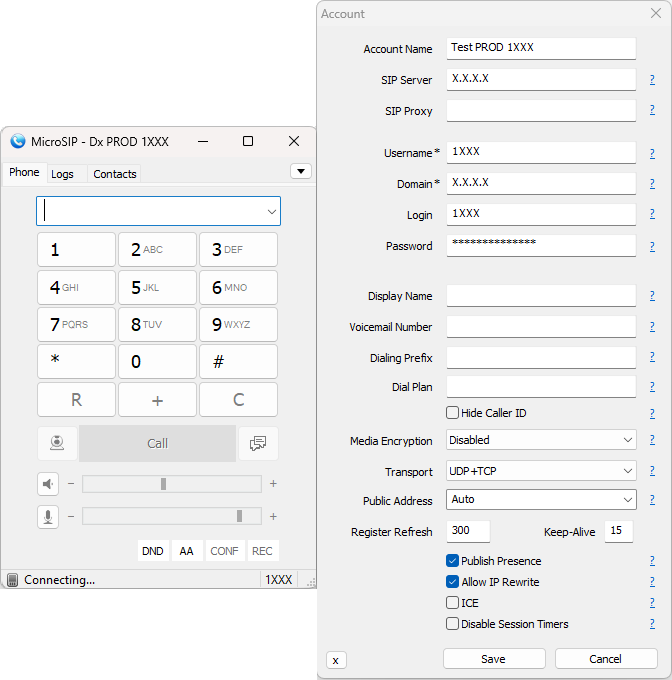 MicroSIP - Dx PROD 1XXX
Phone Logs Contacts
1 2 ABC 3 DEF
4 GHI 5 JKL 6 MNO
7 PQRS 8 TUV 9 WXYZ
* 0 #
R + C
Call
- +
- +
DND AA CONF REC
Connecting... 1XXX
Account
Account Name Test PROD 1XXX
SIP Server X.X.X.X ?
SIP Proxy ?
Username * 1XXX ?
Domain * X.X.X.X ?
Login 1XXX ?
Password ************** ?
Display Name ?
Voicemail Number ?
Dialing Prefix ?
Dial Plan ?
Hide Caller ID ?
Media Encryption Disabled ?
Transport UDP+TCP ?
Public Address Auto ?
Register Refresh 300 Keep-Alive 15 ?
Publish Presence ?
Allow IP Rewrite ?
ICE ?
Disable Session Timers ?
x Save Cancel